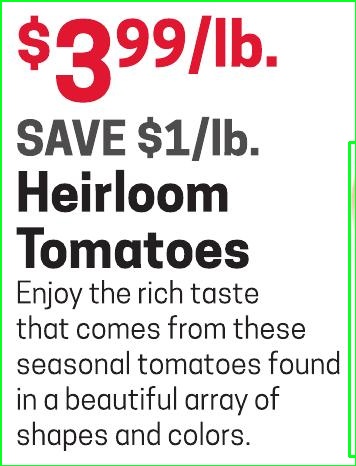 $3.99/lb.
SAVE $1/lb.
Heirloom
Tomatoes
Enjoy the rich taste
that comes from these
seasonal tomatoes found
in a beautiful array of
shapes and colors.